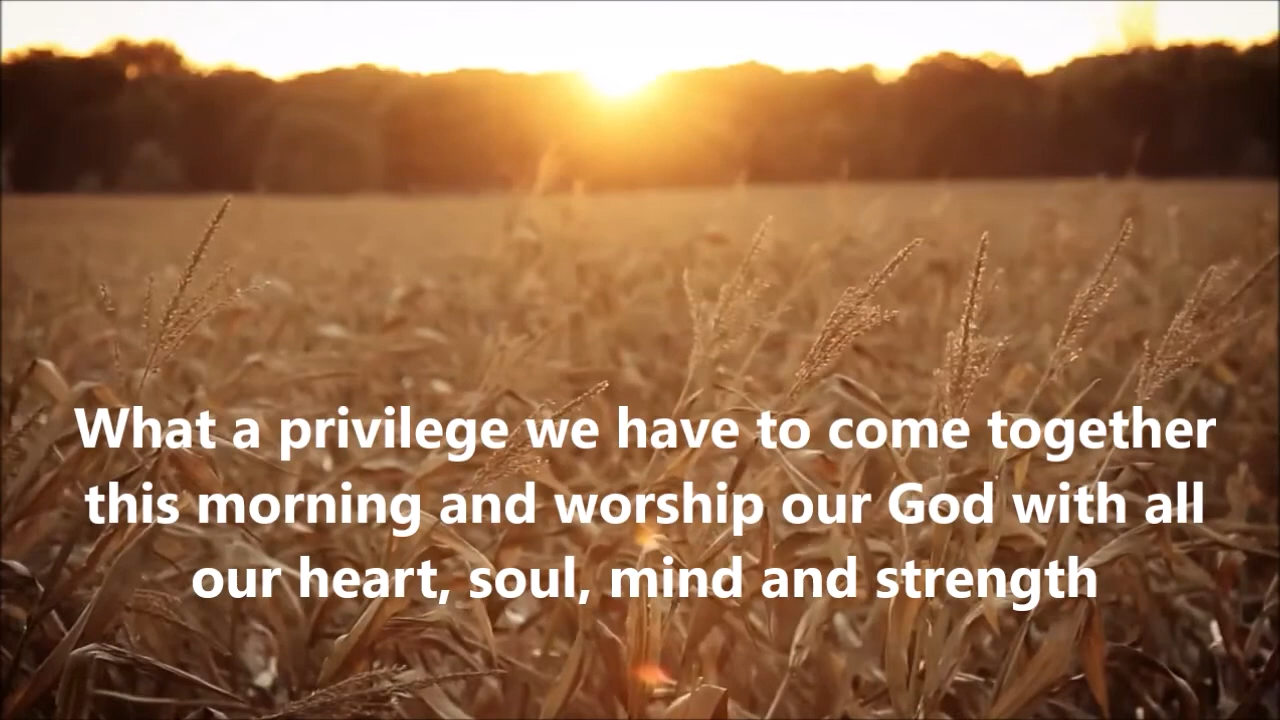 What a privilege we have to come together
this morning and worship our God with all
our heart, soul, mind and strength